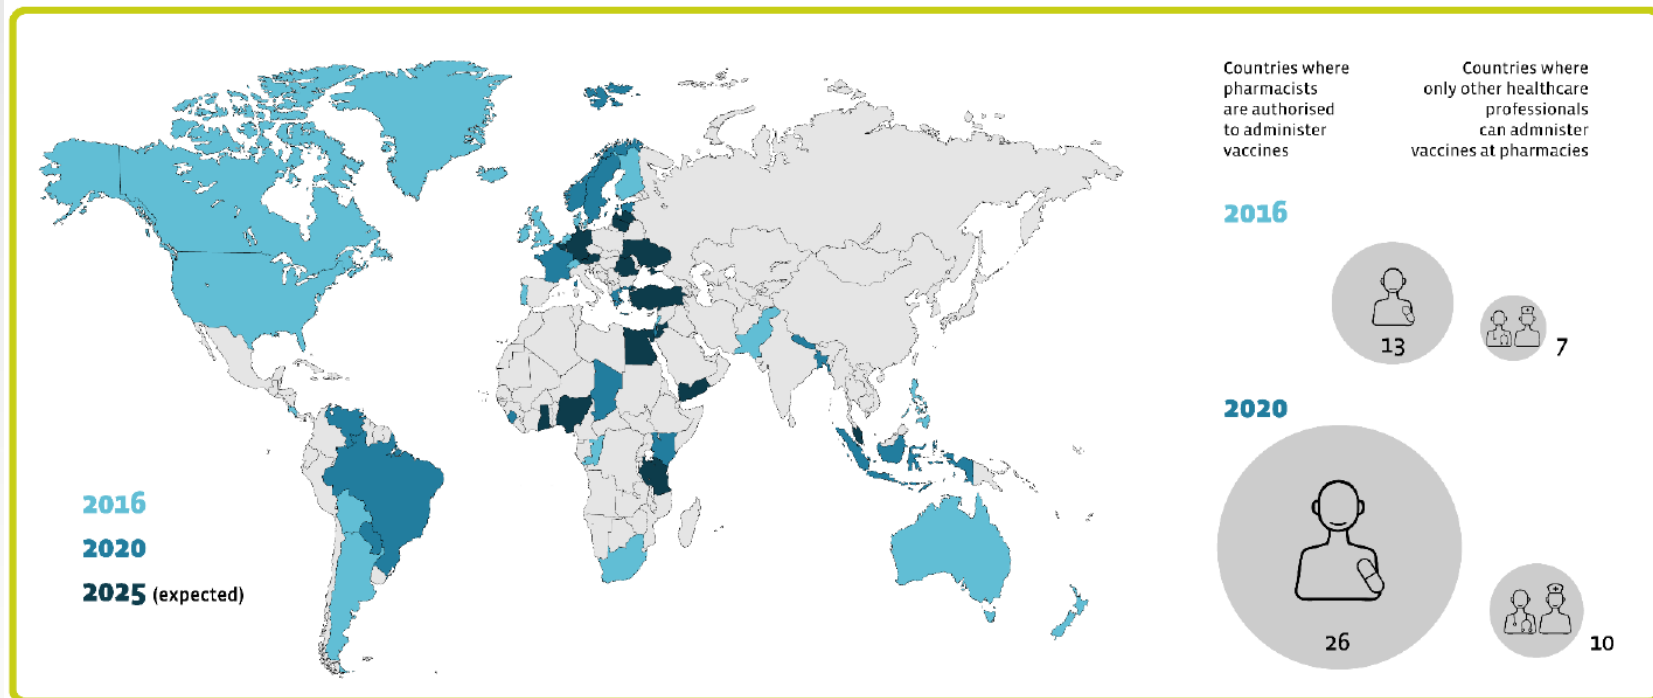 Countries where
pharmacists
are authorised
to administer
vaccines
Countries where
only other healthcare
professionals
can admnister
vaccines at pharmacies
2016
13
7
2020
26
10
2016
2020
2025 (expected)